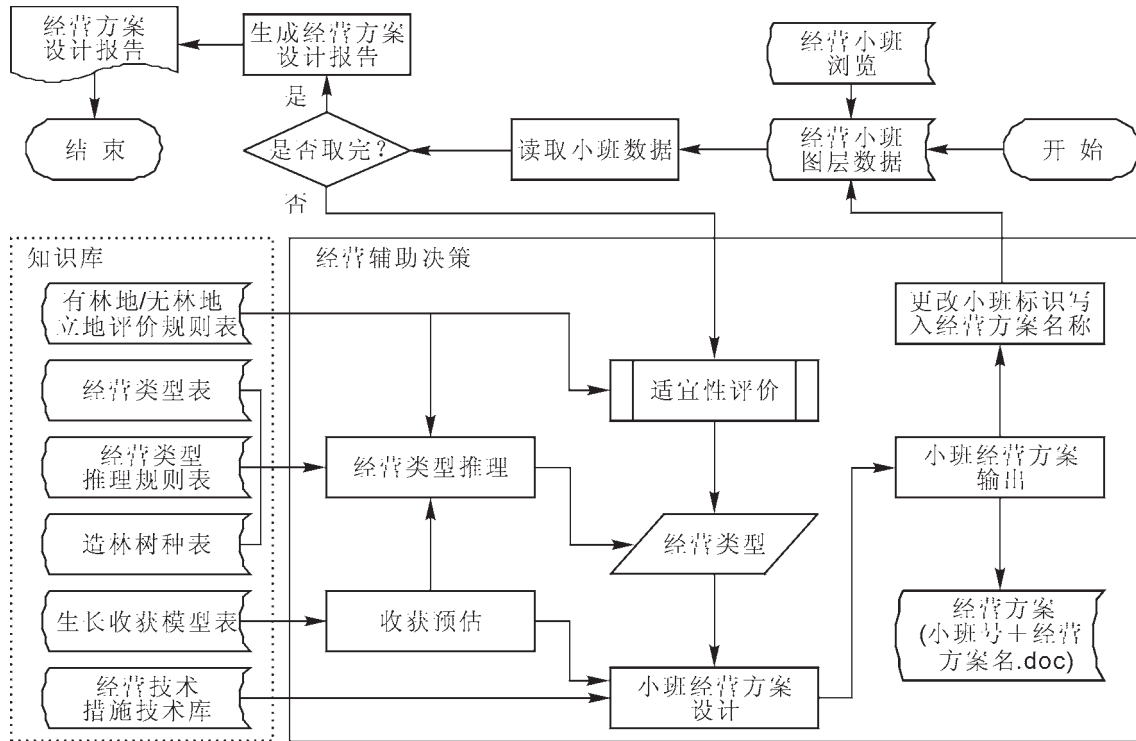 经营方案
设计报告
生成经营方案
设计报告
经营小班
浏览
是
结束
是否取完?
读取小班数据
经营小班
图层数据
开始
否
知识库
经营辅助决策
有林地/无林地
立地评价规则表
更改小班标识写
入经营方案名称
经营类型表
适宜性评价
经营类型
推理规则表
经营类型推理
小班经营方案
输出
造林树种表
经营类型
生长收获模型表
收获预估
经营方案
(小班号+经营
方案名.doc)
经营技术
措施技术库
小班经营方案
设计